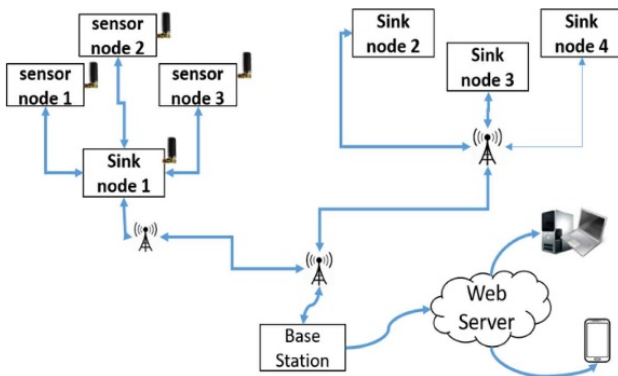 sensor
node 2
sensor
node 1
sensor
node 3
Sink
node 1
Sink
node 2
Sink
node 3
Sink
node 4
Base
Station
Web
Server